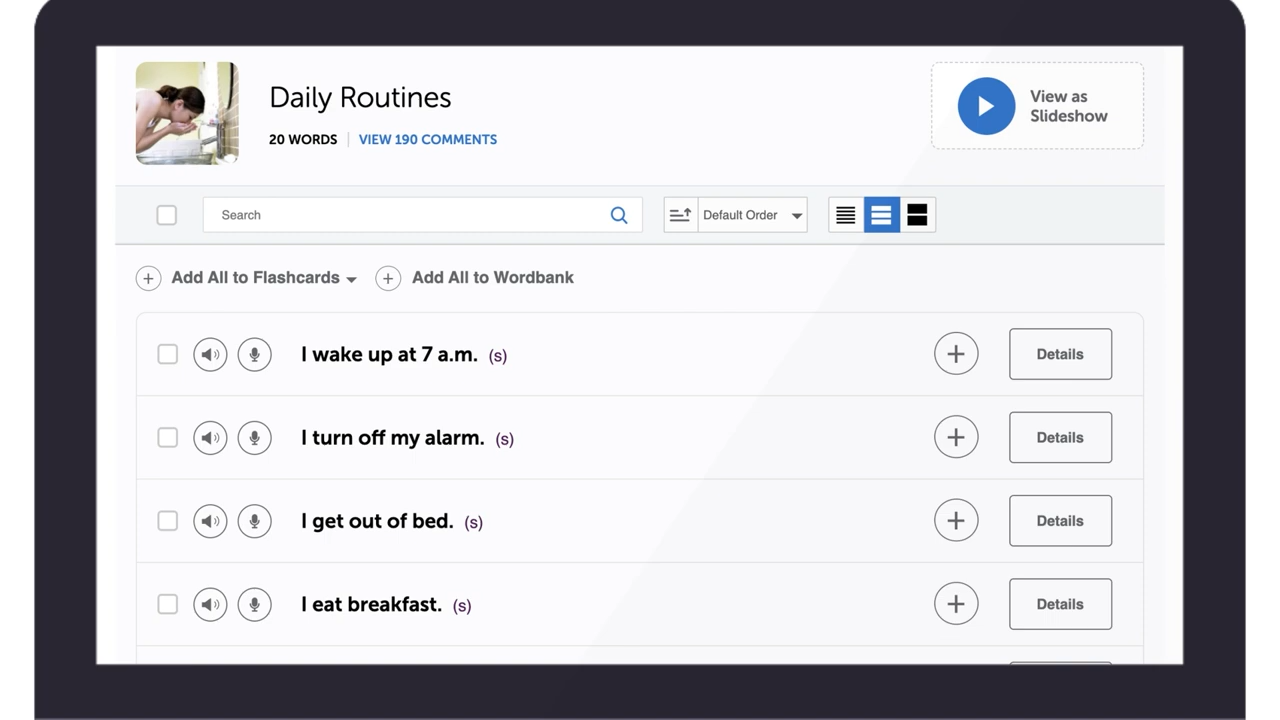 Daily Routines
20 WORDS VIEW 190 COMMENTS
View as
Slideshow
Search
Default Order
Add All to Flashcards
Add All to Wordbank
I wake up at 7 a.m. (s)
Details
I turn off my alarm. (s)
Details
I get out of bed. (s)
Details
I eat breakfast. (s)
Details